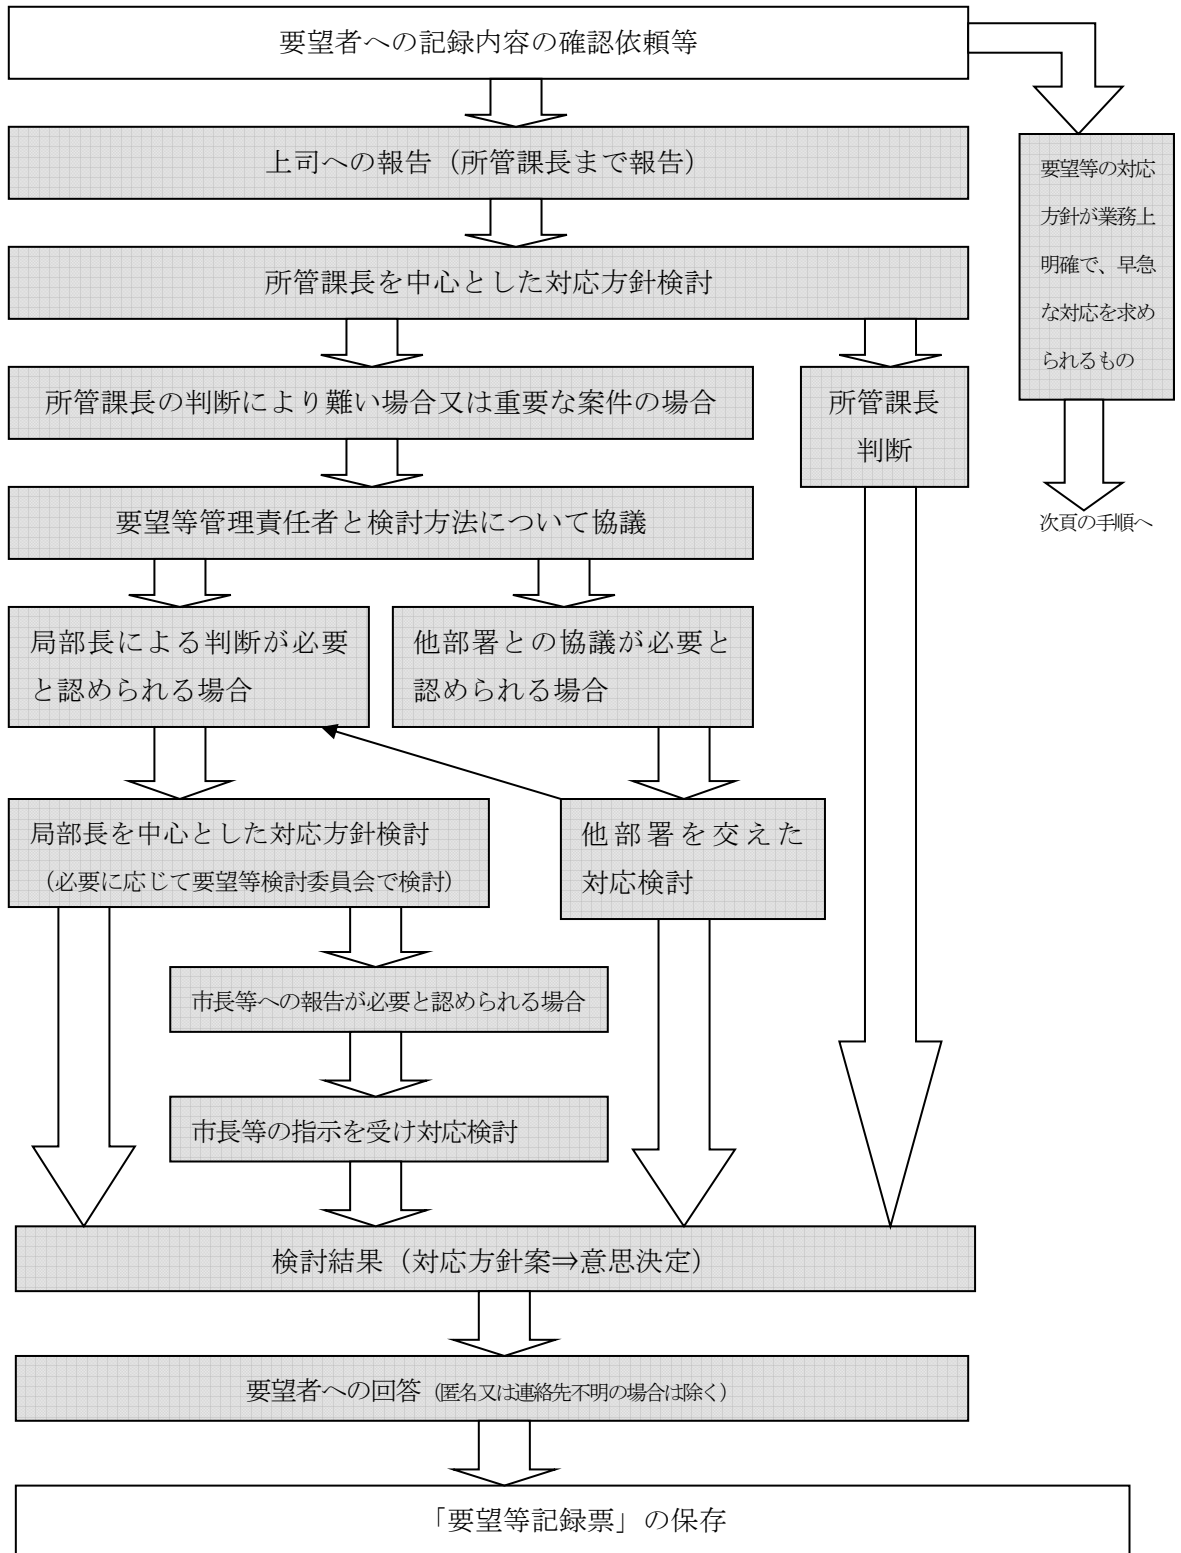 要望者への記録内容の確認依頼等
上司への報告（所管課長まで報告）
要望等の対応
方針が業務上
明確で、早急
な対応を求め
られるもの
次頁の手順へ
所管課長を中心とした対応方針検討
所管課長の判断により難い場合又は重要な案件の場合
所管課長
判断
要望等管理責任者と検討方法について協議
局部長による判断が必要
と認められる場合
他部署との協議が必要と
認められる場合
局部長を中心とした対応方針検討
（必要に応じて要望等検討委員会で検討）
他部署を交えた
対応検討
市長等への報告が必要と認められる場合
市長等の指示を受け対応検討
検討結果（対応方針案⇒意思決定）
要望者への回答（匿名又は連絡先不明の場合は除く）
「要望等記録票」の保存